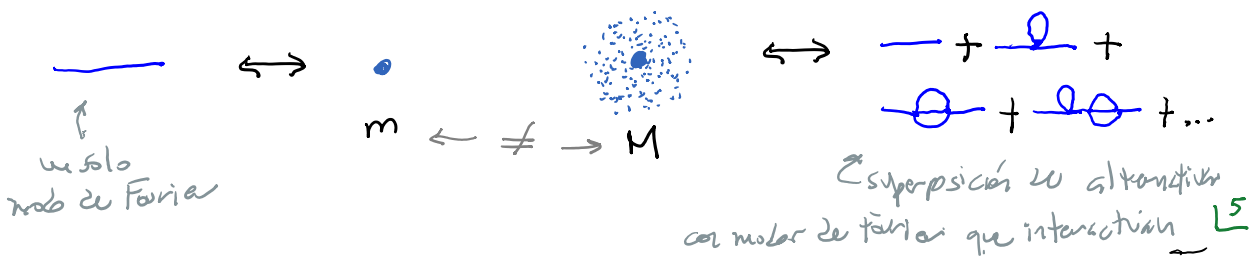 un solo
modo de Fourier
m ≠ M
+ +
+ + ...
superposición de alternativas
con modos de Fourier que interactúan
5